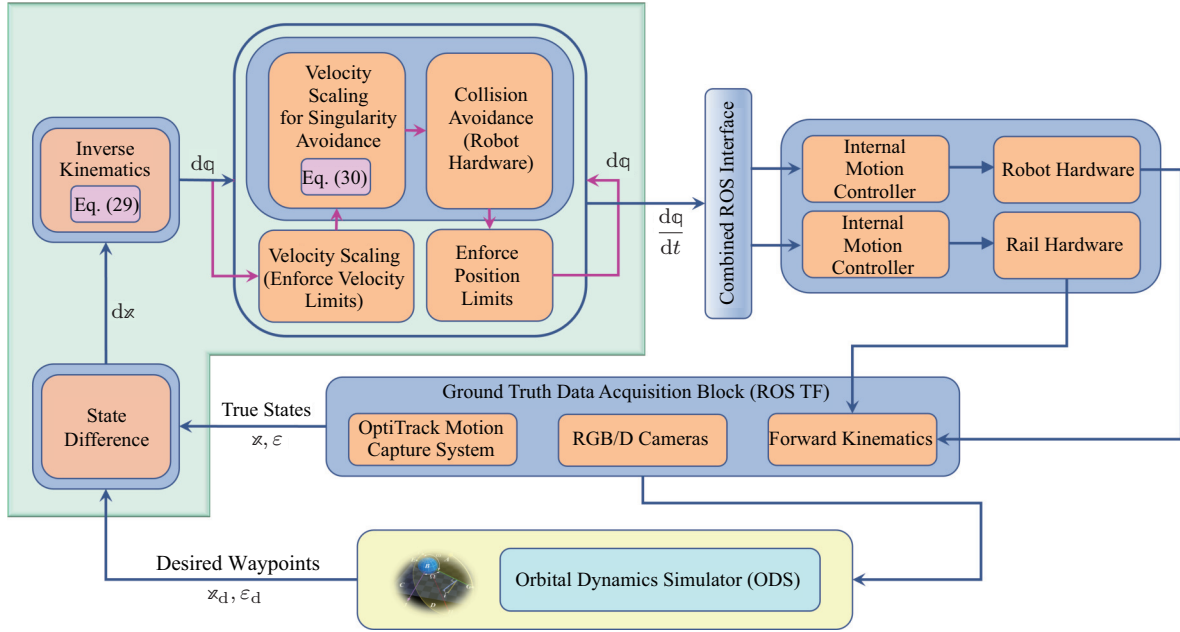 Velocity
Scaling
for Singularity
Avoidance
Eq. (30)
Collision
Avoidance
(Robot
Hardware)
Inverse
Kinematics
Eq. (29)
d𝕢
d𝕢
Velocity Scaling
(Enforce Velocity
Limits)
Enforce
Position
Limits
d𝕢
dt
Combined ROS Interface
Internal
Motion
Controller
Robot Hardware
Internal
Motion
Controller
Rail Hardware
d𝕩
State
Difference
True States
𝕩, ε
Ground Truth Data Acquisition Block (ROS TF)
OptiTrack Motion
Capture System
RGB/D Cameras
Forward Kinematics
Desired Waypoints
𝕩d, εd
Orbital Dynamics Simulator (ODS)